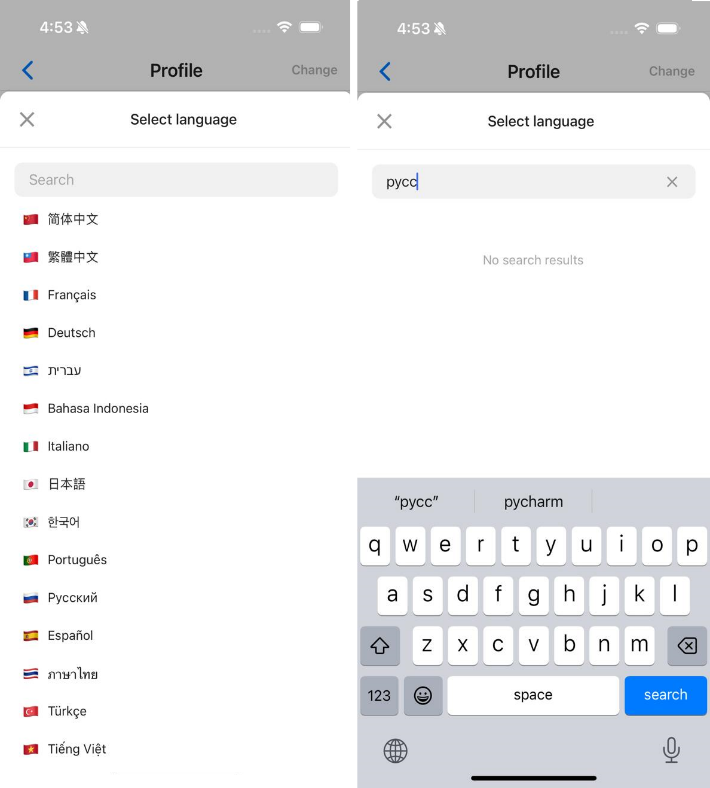 4:53
Profile
Change
Select language
Search
简体中文
繁體中文
Français
Deutsch
עברית
Bahasa Indonesia
Italiano
日本語
한국어
Português
Русский
Español
ภาษาไทย
Türkçe
Tiếng Việt
4:53
Profile
Change
Select language
pycc
No search results
“pycc”
pycharm
q w e r t y u i o p
a s d f g h j k l
z x c v b n m
123
space
search